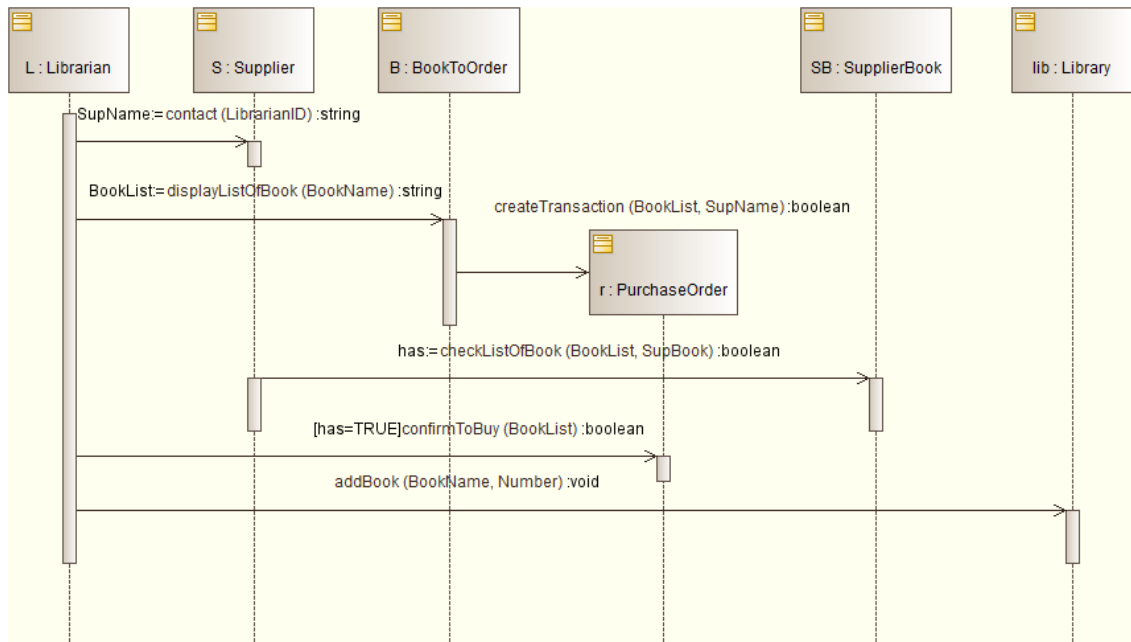 L : Librarian
S : Supplier
B : BookToOrder
SB : SupplierBook
lib : Library
SupName:= contact (LibrarianID) :string
BookList:= displayListOfBook (BookName) :string
createTransaction (BookList, SupName) :boolean
r : PurchaseOrder
has:= checkListOfBook (BookList, SupBook) :boolean
[has=TRUE]confirmToBuy (BookList) :boolean
addBook (BookName, Number) :void